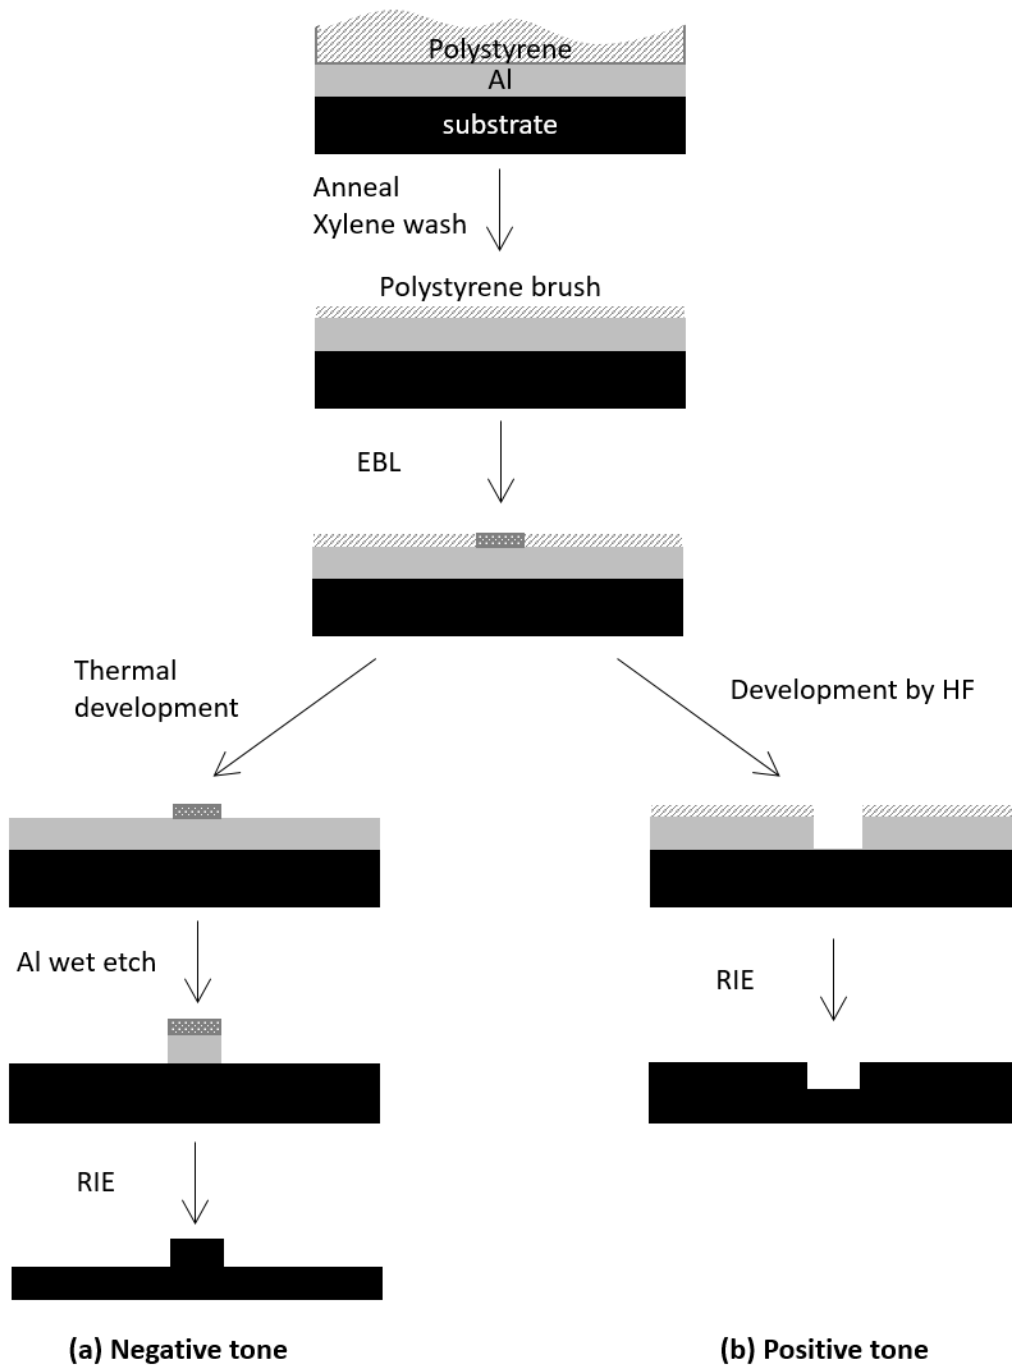 Polystyrene
Al
substrate
Anneal
Xylene wash
Polystyrene brush
EBL
Thermal
development
Development by HF
Al wet etch
RIE
RIE
(a) Negative tone
(b) Positive tone